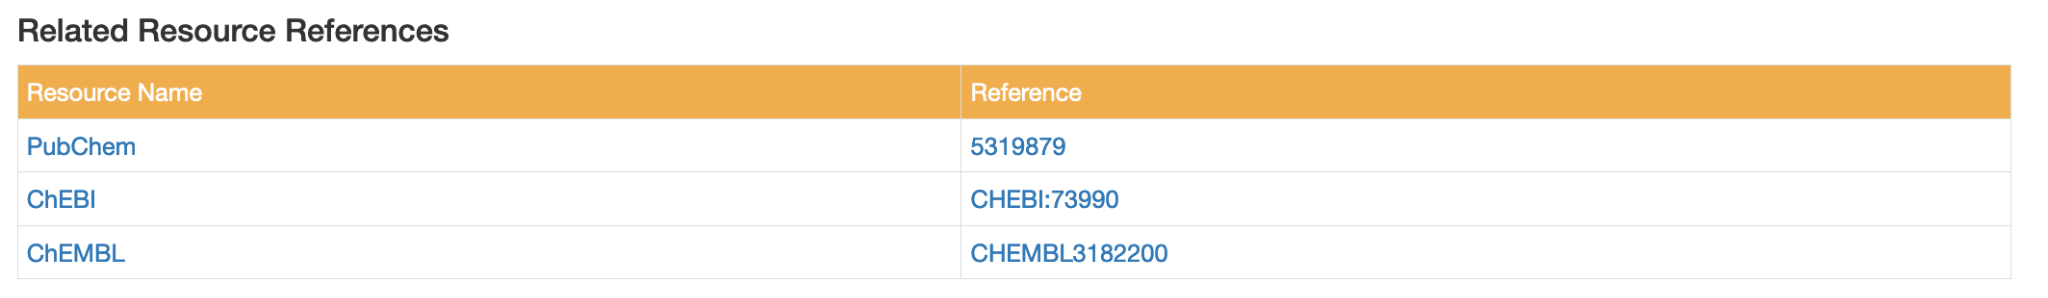 Related Resource References
Resource Name Reference
PubChem 5319879
ChEBI CHEBI:73990
ChEMBL CHEMBL3182200